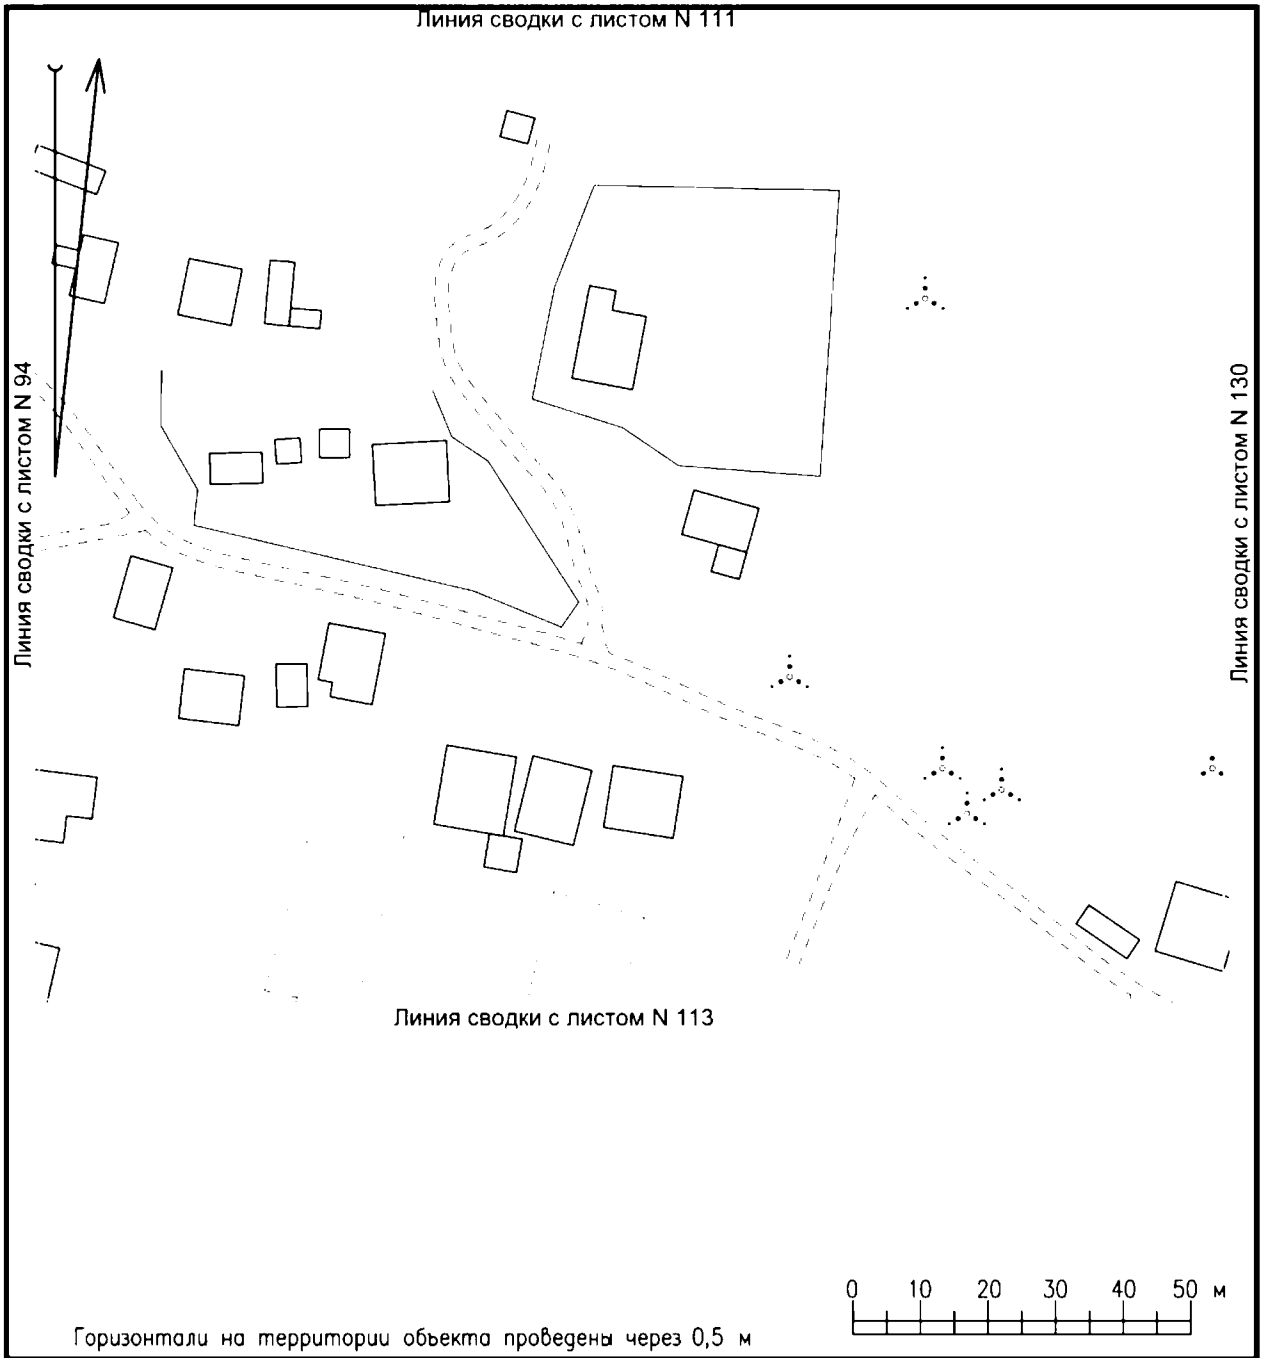 Линия сводки с листом N 111
Линия сводки с листом N 94
Линия сводки с листом N 130
Линия сводки с листом N 113
0 10 20 30 40 50 м
Горизонтали на территории объекта проведены через 0,5 м